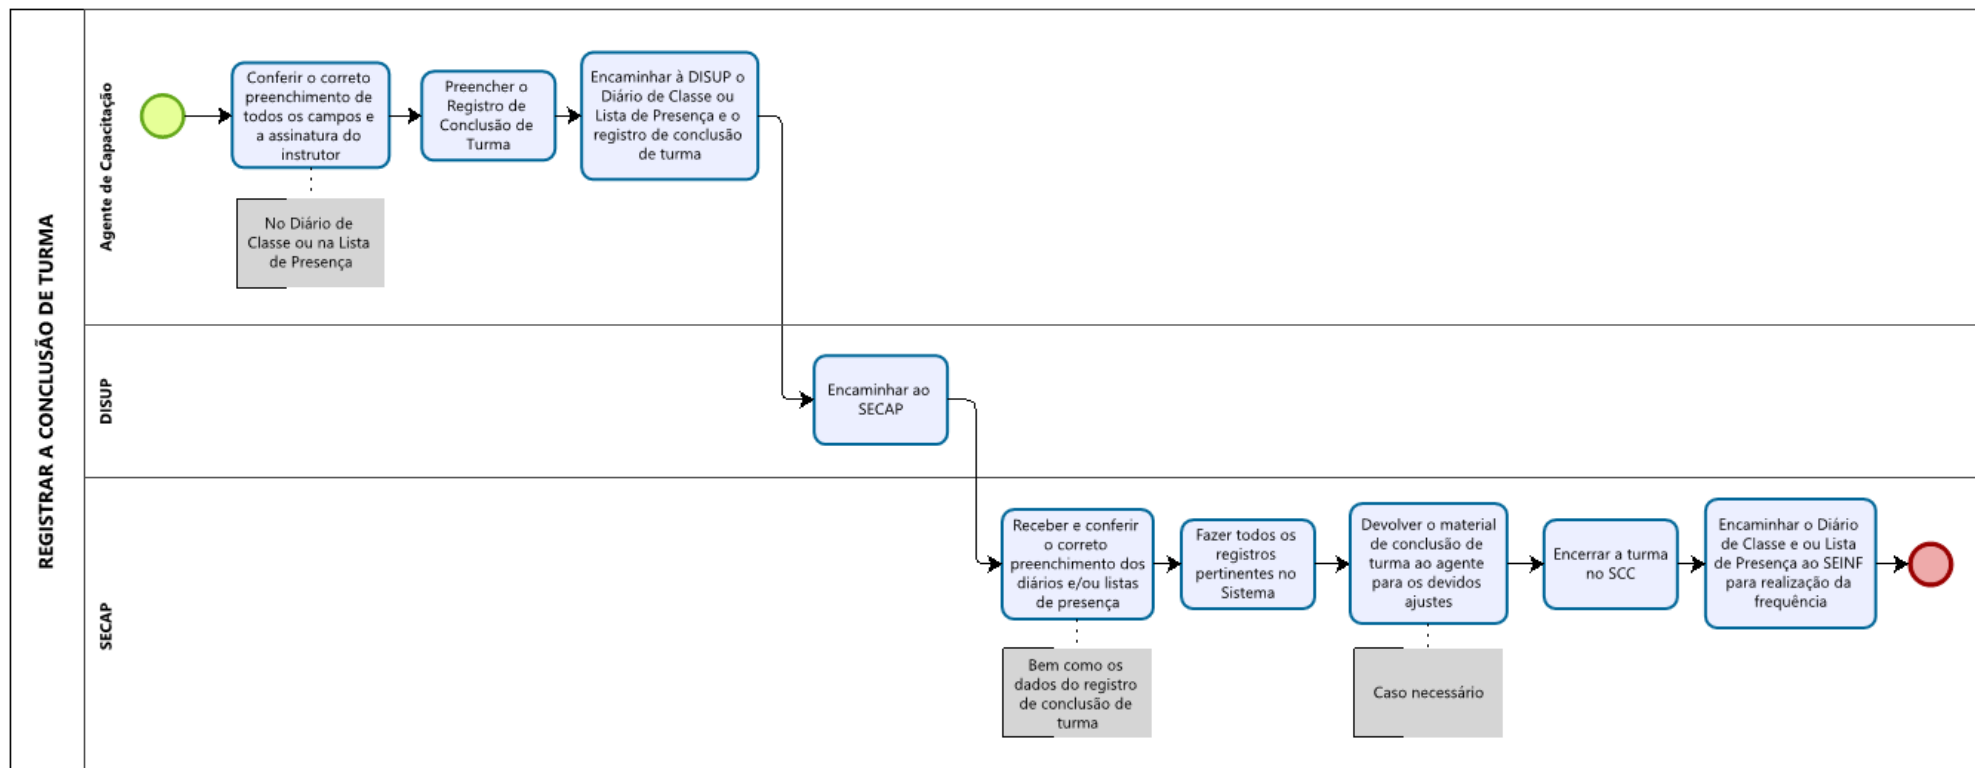 REGISTRAR A CONCLUSÃO DE TURMA
Agente de Capacitação
Conferir o correto
preenchimento de
todos os campos e
a assinatura do
instrutor
No Diário de
Classe ou na Lista
de Presença
Preencher o
Registro de
Conclusão de
Turma
Encaminhar à DISUP o
Diário de Classe ou
Lista de Presença e o
registro de conclusão
de turma
DISUP
Encaminhar ao
SECAP
SECAP
Receber e conferir
o correto
preenchimento dos
diários e/ou listas
de presença
Bem como os
dados do registro
de conclusão de
turma
Fazer todos os
registros
pertinentes no
Sistema
Devolver o material
de conclusão de
turma ao agente
para os devidos
ajustes
Caso necessário
Encerrar a turma
no SCC
Encaminhar o Diário
de Classe e ou Lista
de Presença ao SEINF
para realização da
frequência